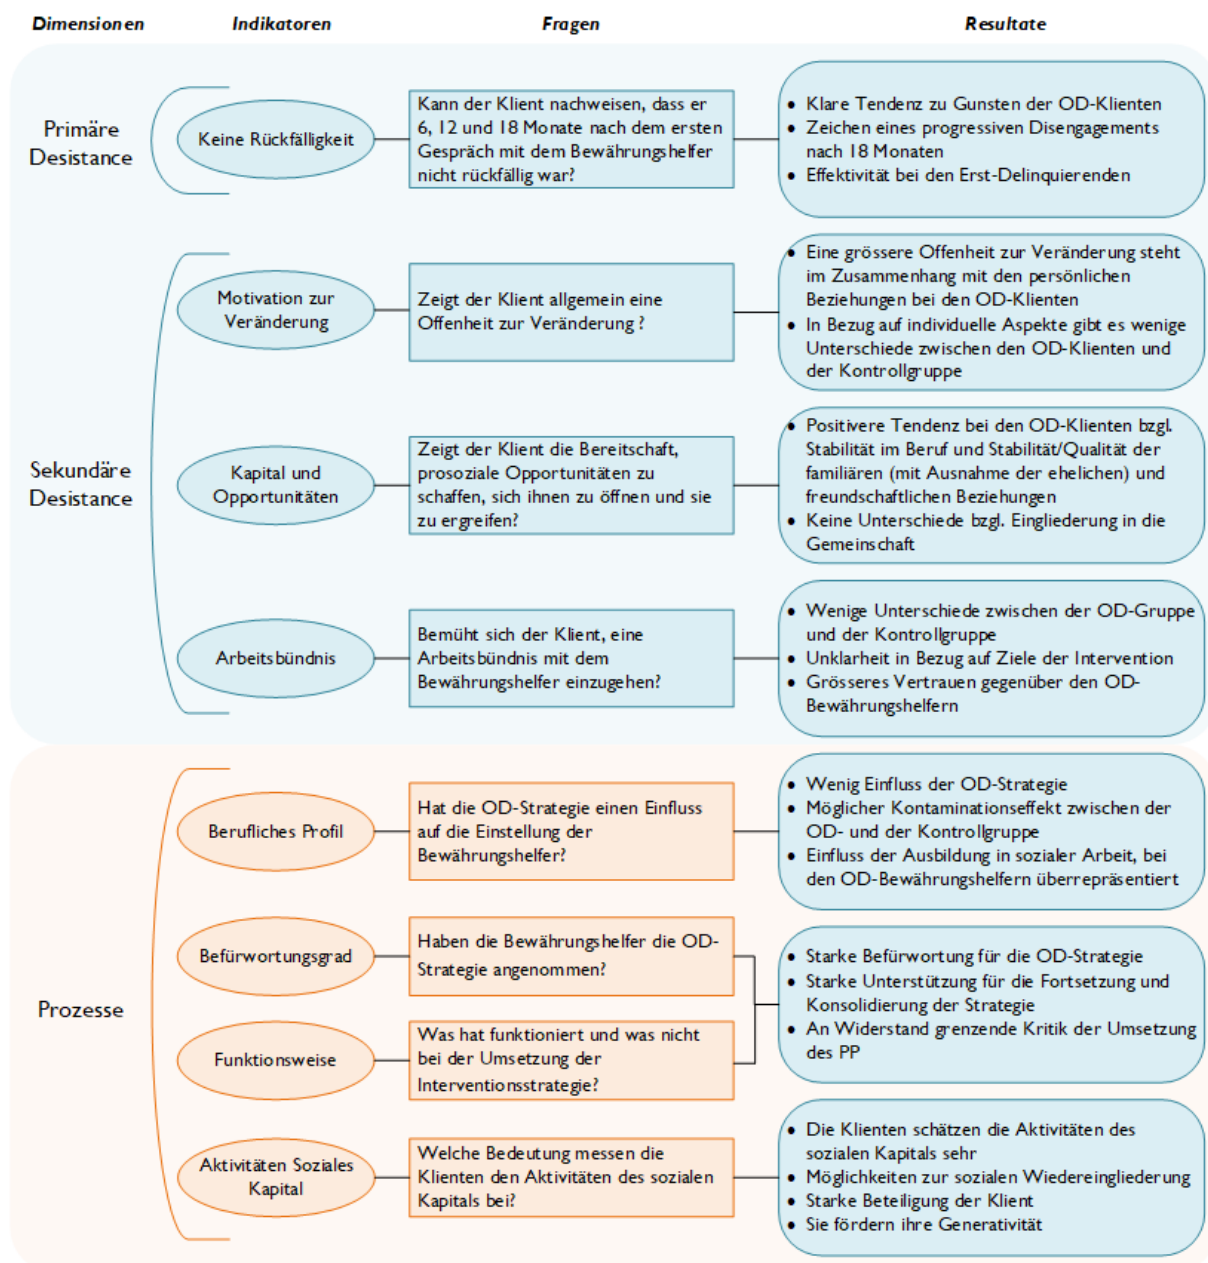 Dimensionen Indikatoren Fragen Resultate
Primäre
Desistance
Keine Rückfälligkeit
Kann der Klient nachweisen, dass er
6, 12 und 18 Monate nach dem ersten
Gespräch mit dem Bewährungshelfer
nicht rückfällig war?
• Klare Tendenz zu Gunsten der OD-Klienten
• Zeichen eines progressiven Disengagements
nach 18 Monaten
• Effektivität bei den Erst-Delinquierenden
Sekundäre
Desistance
Motivation zur
Veränderung
Zeigt der Klient allgemein eine
Offenheit zur Veränderung ?
• Eine grössere Offenheit zur Veränderung steht
im Zusammenhang mit den persönlichen
Beziehungen bei den OD-Klienten
• In Bezug auf individuelle Aspekte gibt es wenige
Unterschiede zwischen den OD-Klienten und
der Kontrollgruppe
Kapital und
Opportunitäten
Zeigt der Klient die Bereitschaft,
prosoziale Opportunitäten zu
schaffen, sich ihnen zu öffnen und sie
zu ergreifen?
• Positivere Tendenz bei den OD-Klienten bzgl.
Stabilität im Beruf und Stabilität/Qualität der
familiären (mit Ausnahme der ehelichen) und
freundschaftlichen Beziehungen
• Keine Unterschiede bzgl. Eingliederung in die
Gemeinschaft
Arbeitsbündnis
Bemüht sich der Klient, eine
Arbeitsbündnis mit dem
Bewährungshelfer einzugehen?
• Wenige Unterschiede zwischen der OD-Gruppe
und der Kontrollgruppe
• Unklarheit in Bezug auf Ziele der Intervention
• Grösseres Vertrauen gegenüber den OD-
Bewährungshelfern
Prozesse
Berufliches Profil
Hat die OD-Strategie einen Einfluss
auf die Einstellung der
Bewährungshelfer?
• Wenig Einfluss der OD-Strategie
• Möglicher Kontaminationseffekt zwischen der
OD- und der Kontrollgruppe
• Einfluss der Ausbildung in sozialer Arbeit, bei
den OD-Bewährungshelfern überrepräsentiert
Befürwortungsgrad
Haben die Bewährungshelfer die OD-
Strategie angenommen?
Funktionsweise
Was hat funktioniert und was nicht
bei der Umsetzung der
Interventionsstrategie?
• Starke Befürwortung für die OD-Strategie
• Starke Unterstützung für die Fortsetzung und
Konsolidierung der Strategie
• An Widerstand grenzende Kritik der Umsetzung
des PP
Aktivitäten Soziales
Kapital
Welche Bedeutung messen die
Klienten den Aktivitäten des sozialen
Kapitals bei?
• Die Klienten schätzen die Aktivitäten des
sozialen Kapitals sehr
• Möglichkeiten zur sozialen Wiedereingliederung
• Starke Beteiligung der Klient
• Sie fördern ihre Generativität